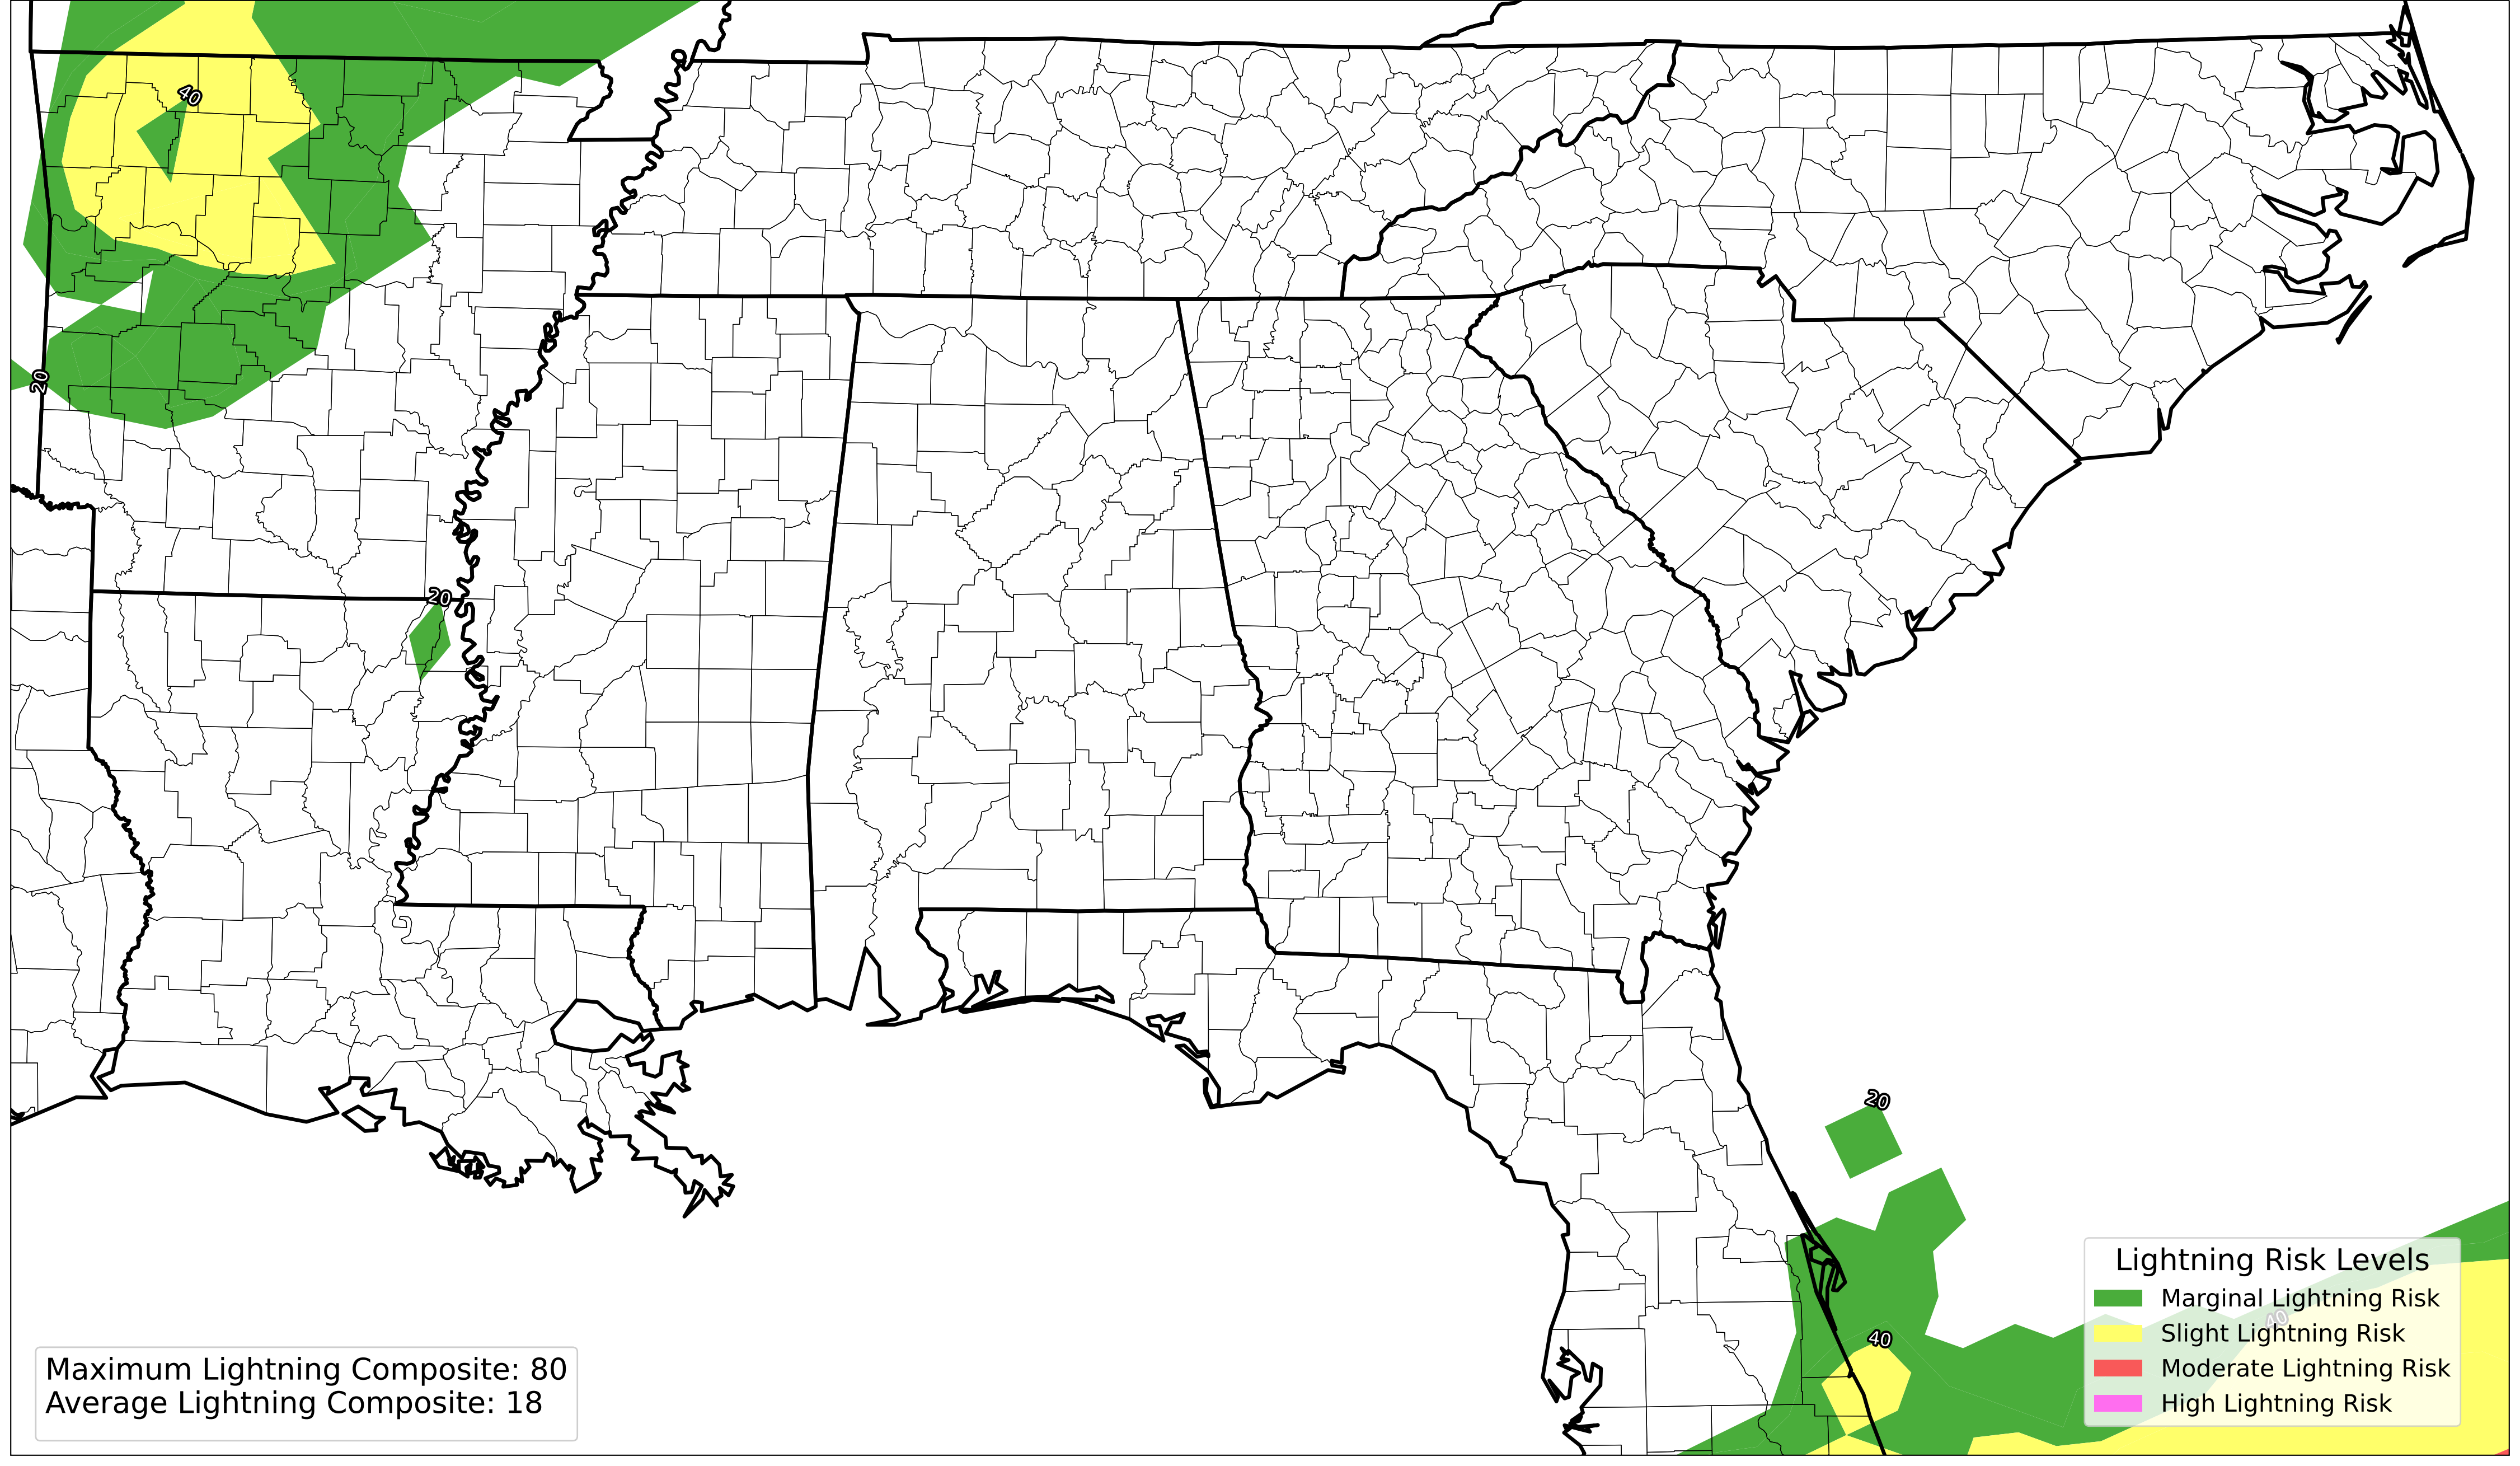 40
20
20
20
40
40
Lightning Risk Levels
Marginal Lightning Risk
Slight Lightning Risk
Moderate Lightning Risk
High Lightning Risk
Maximum Lightning Composite: 80
Average Lightning Composite: 18